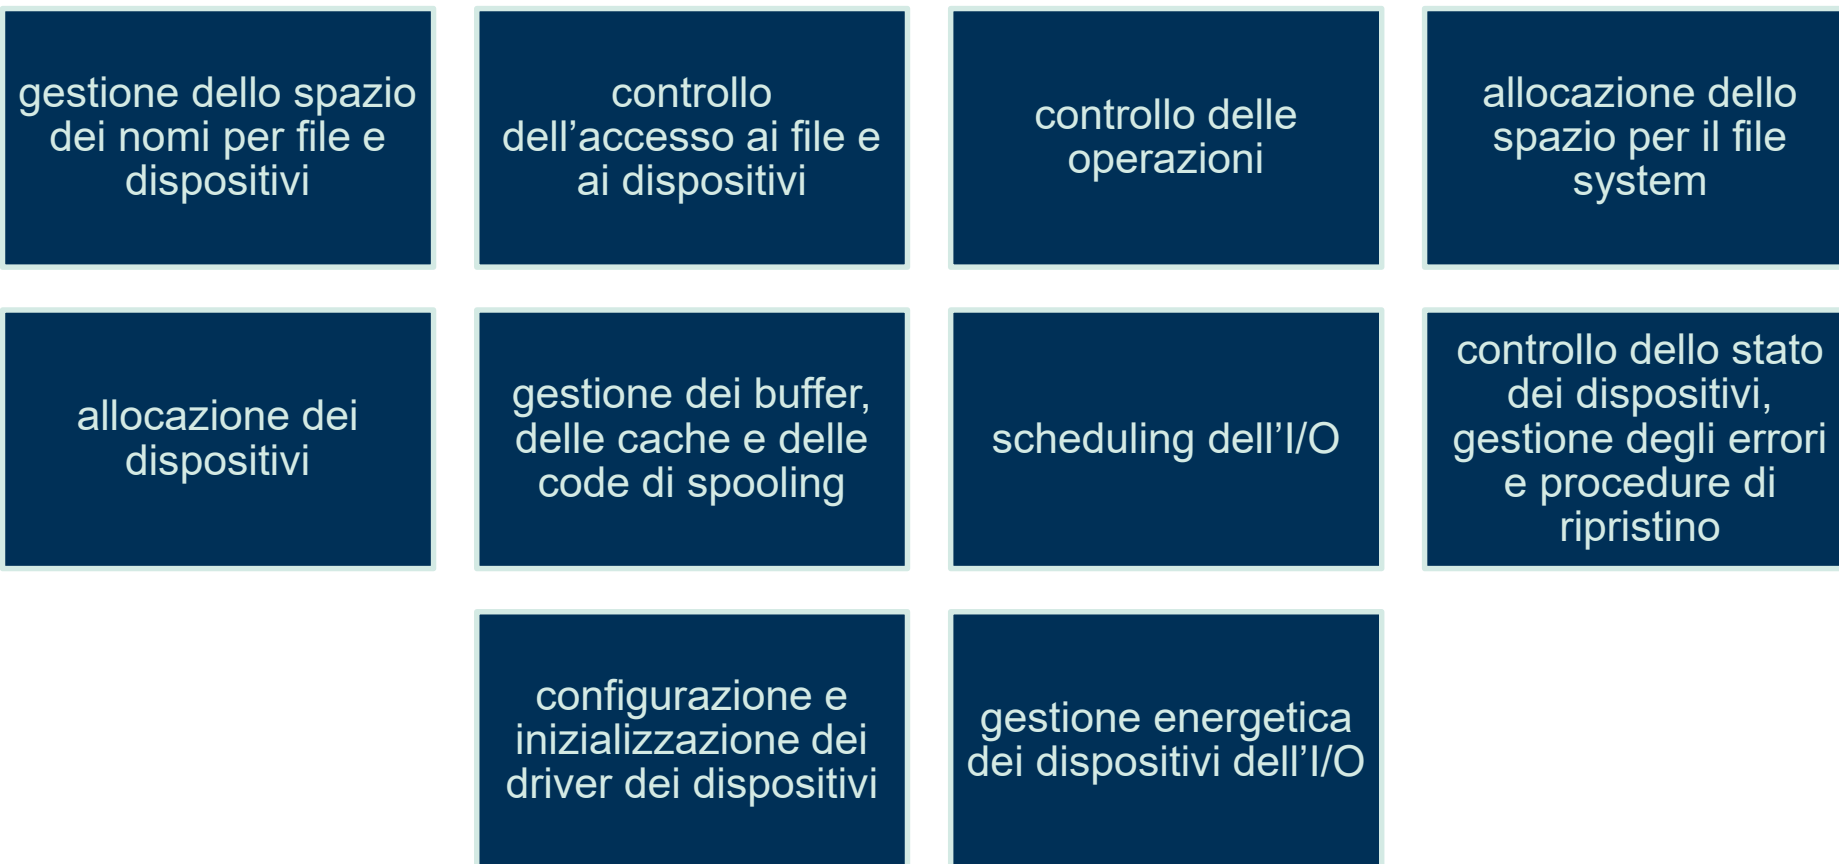 gestione dello spazio
dei nomi per file e
dispositivi
controllo
dell’accesso ai file e
ai dispositivi
controllo delle
operazioni
allocazione dello
spazio per il file
system
allocazione dei
dispositivi
gestione dei buffer,
delle cache e delle
code di spooling
scheduling dell’I/O
controllo dello stato
dei dispositivi,
gestione degli errori
e procedure di
ripristino
configurazione e
inizializzazione dei
driver dei dispositivi
gestione energetica
dei dispositivi dell’I/O